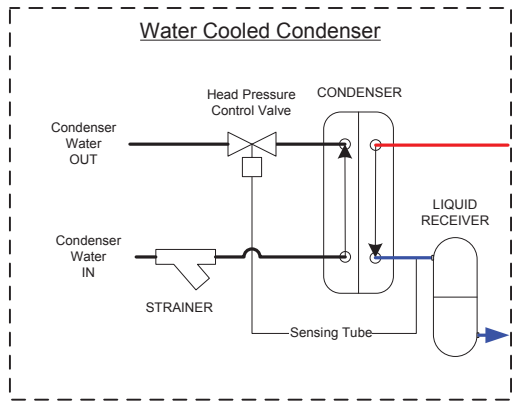 Water Cooled Condenser
Head Pressure
Control Valve
CONDENSER
Condenser
Water
OUT
LIQUID
RECEIVER
Condenser
Water
IN
STRAINER
Sensing Tube